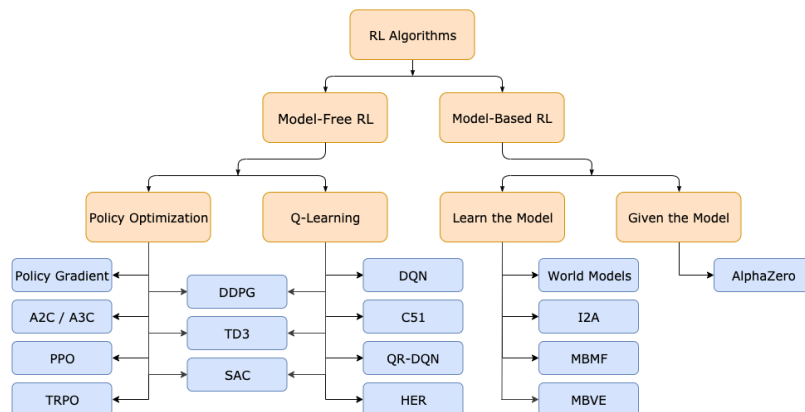 RL Algorithms
Model-Free RL
Model-Based RL
Policy Optimization
Q-Learning
Learn the Model
Given the Model
Policy Gradient
DDPG
DQN
World Models
AlphaZero
A2C / A3C
TD3
C51
I2A
PPO
SAC
QR-DQN
MBMF
TRPO
HER
MBVE